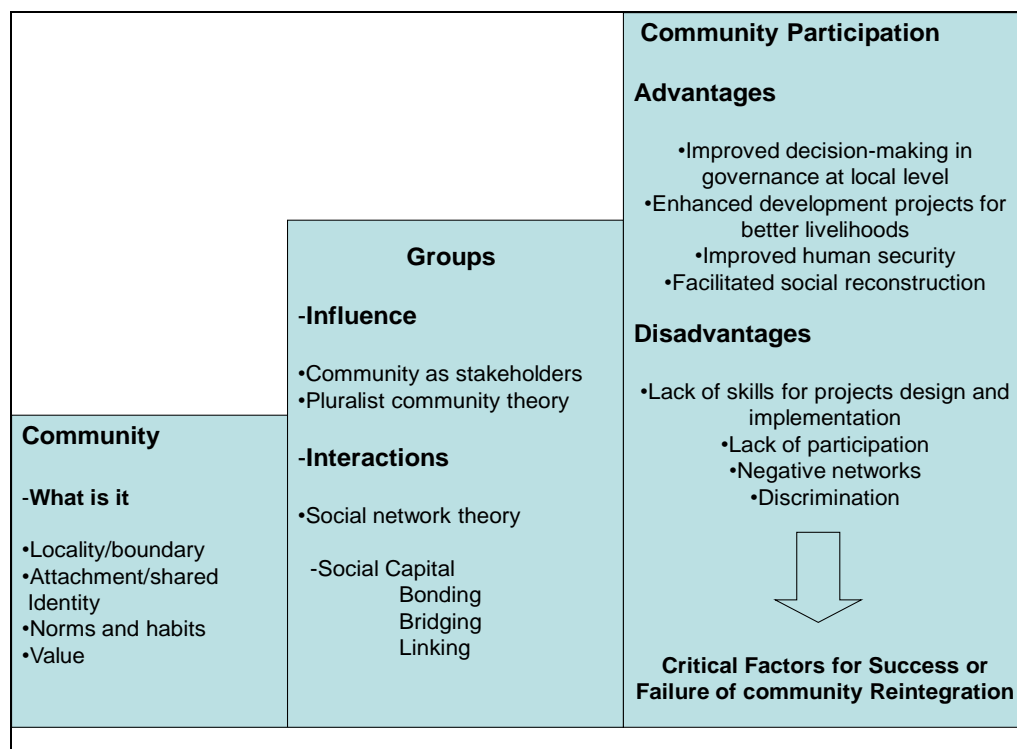 Community
-What is it
•Locality/boundary
•Attachment/shared
Identity
•Norms and habits
•Value
Groups
-Influence
•Community as stakeholders
•Pluralist community theory
-Interactions
•Social network theory
-Social Capital
Bonding
Bridging
Linking
Community Participation
Advantages
•Improved decision-making in
governance at local level
•Enhanced development projects for
better livelihoods
•Improved human security
•Facilitated social reconstruction
Disadvantages
•Lack of skills for projects design and
implementation
•Lack of participation
•Negative networks
•Discrimination
Critical Factors for Success or
Failure of community Reintegration